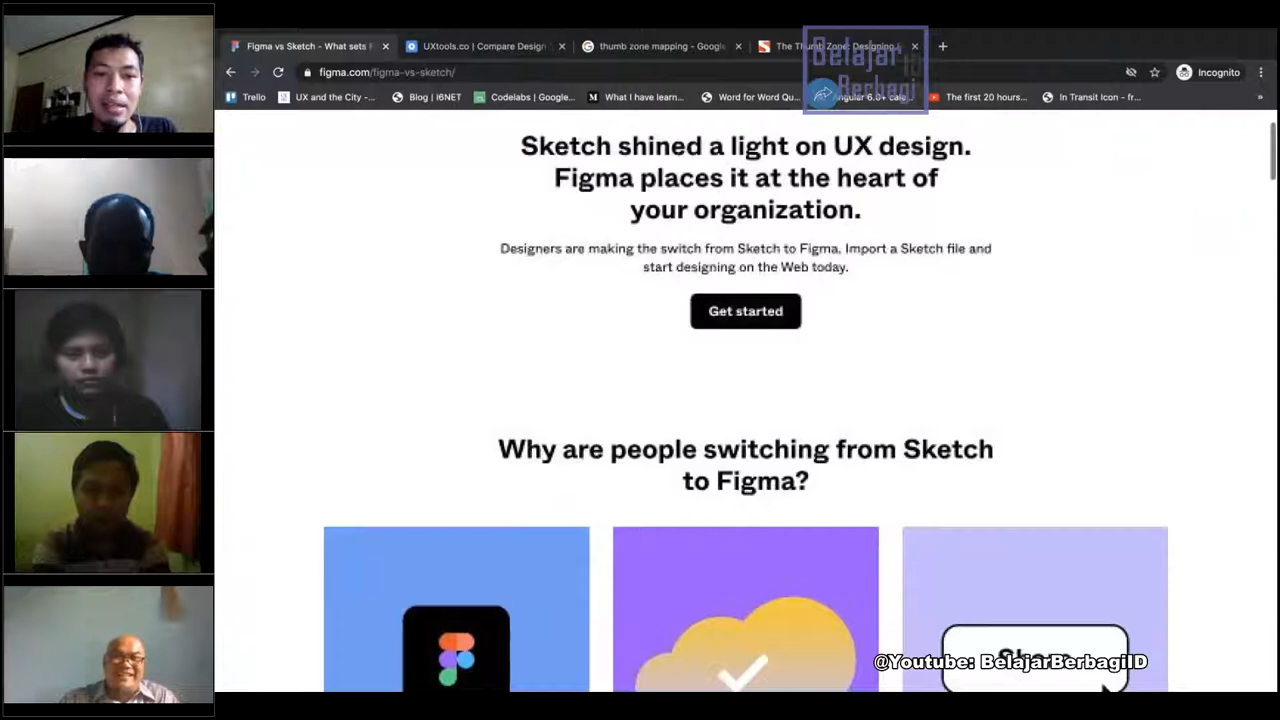 Figma vs Sketch - What sets
UXtools.co | Compare Design
thumb zone mapping - Google
The Thumb Zone: Designing
Belajar
Berbagi
ID
figma.com/figma-vs-sketch/
Incognito
Trello
UX and the City -...
Blog | i6NET
Codelabs | Google...
What I have learn...
Word for Word Qu...
Angular 6.0+ cale...
The first 20 hours...
In Transit Icon - fr...
»
Sketch shined a light on UX design.
Figma places it at the heart of
your organization.
Designers are making the switch from Sketch to Figma. Import a Sketch file and
start designing on the Web today.
Get started
Why are people switching from Sketch
to Figma?
@Youtube: BelajarBerbagiID